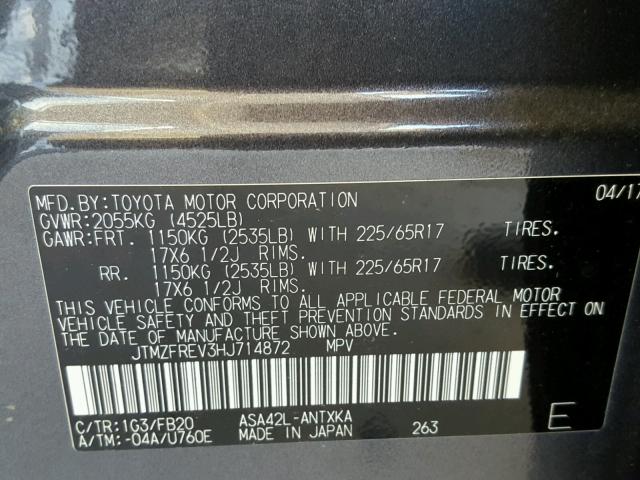 MFD.BY:TOYOTA MOTOR CORPORATION 04/17
GVWR:2055KG (4525LB)
GAWR:FRT. 1150KG (2535LB) WITH 225/65R17 TIRES.
17X6 1/2J RIMS.
RR. 1150KG (2535LB) WITH 225/65R17 TIRES.
17X6 1/2J RIMS.
THIS VEHICLE CONFORMS TO ALL APPLICABLE FEDERAL MOTOR
VEHICLE SAFETY AND THEFT PREVENTION STANDARDS IN EFFECT ON
THE DATE OF MANUFACTURE SHOWN ABOVE.
JTMZFREV3HJ714872 MPV
C/TR:1G3/FB20 ASA42L-ANTXKA
A/TM:-04A/U760E MADE IN JAPAN 263 E